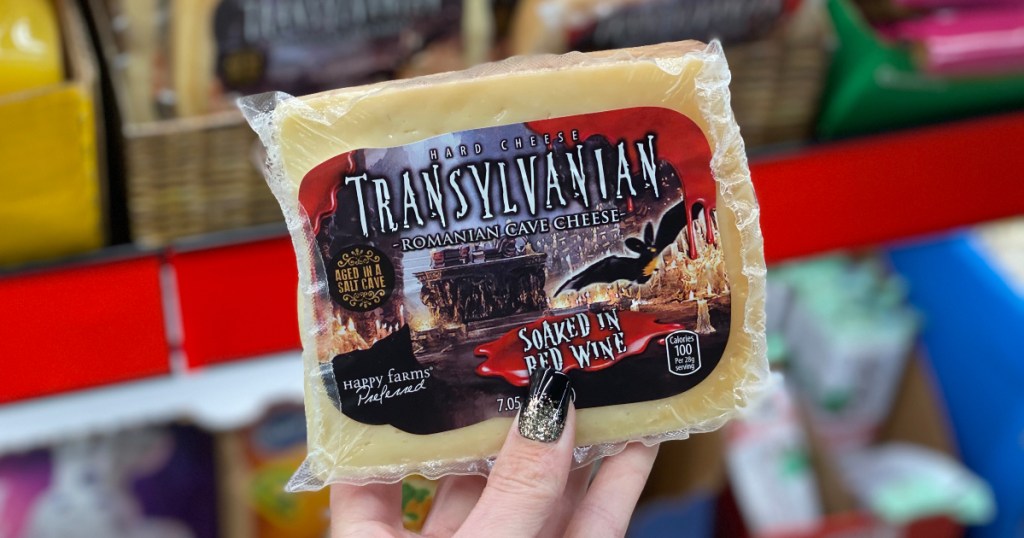 HARD CHEESE
TRANSYLVANIAN
-ROMANIAN CAVE CHEESE-
AGED IN A
SALT CAVE
SOAKED IN
RED WINE
Calories
100
Per 28g
serving
HAPPY FARMS®
Preferred
7.05